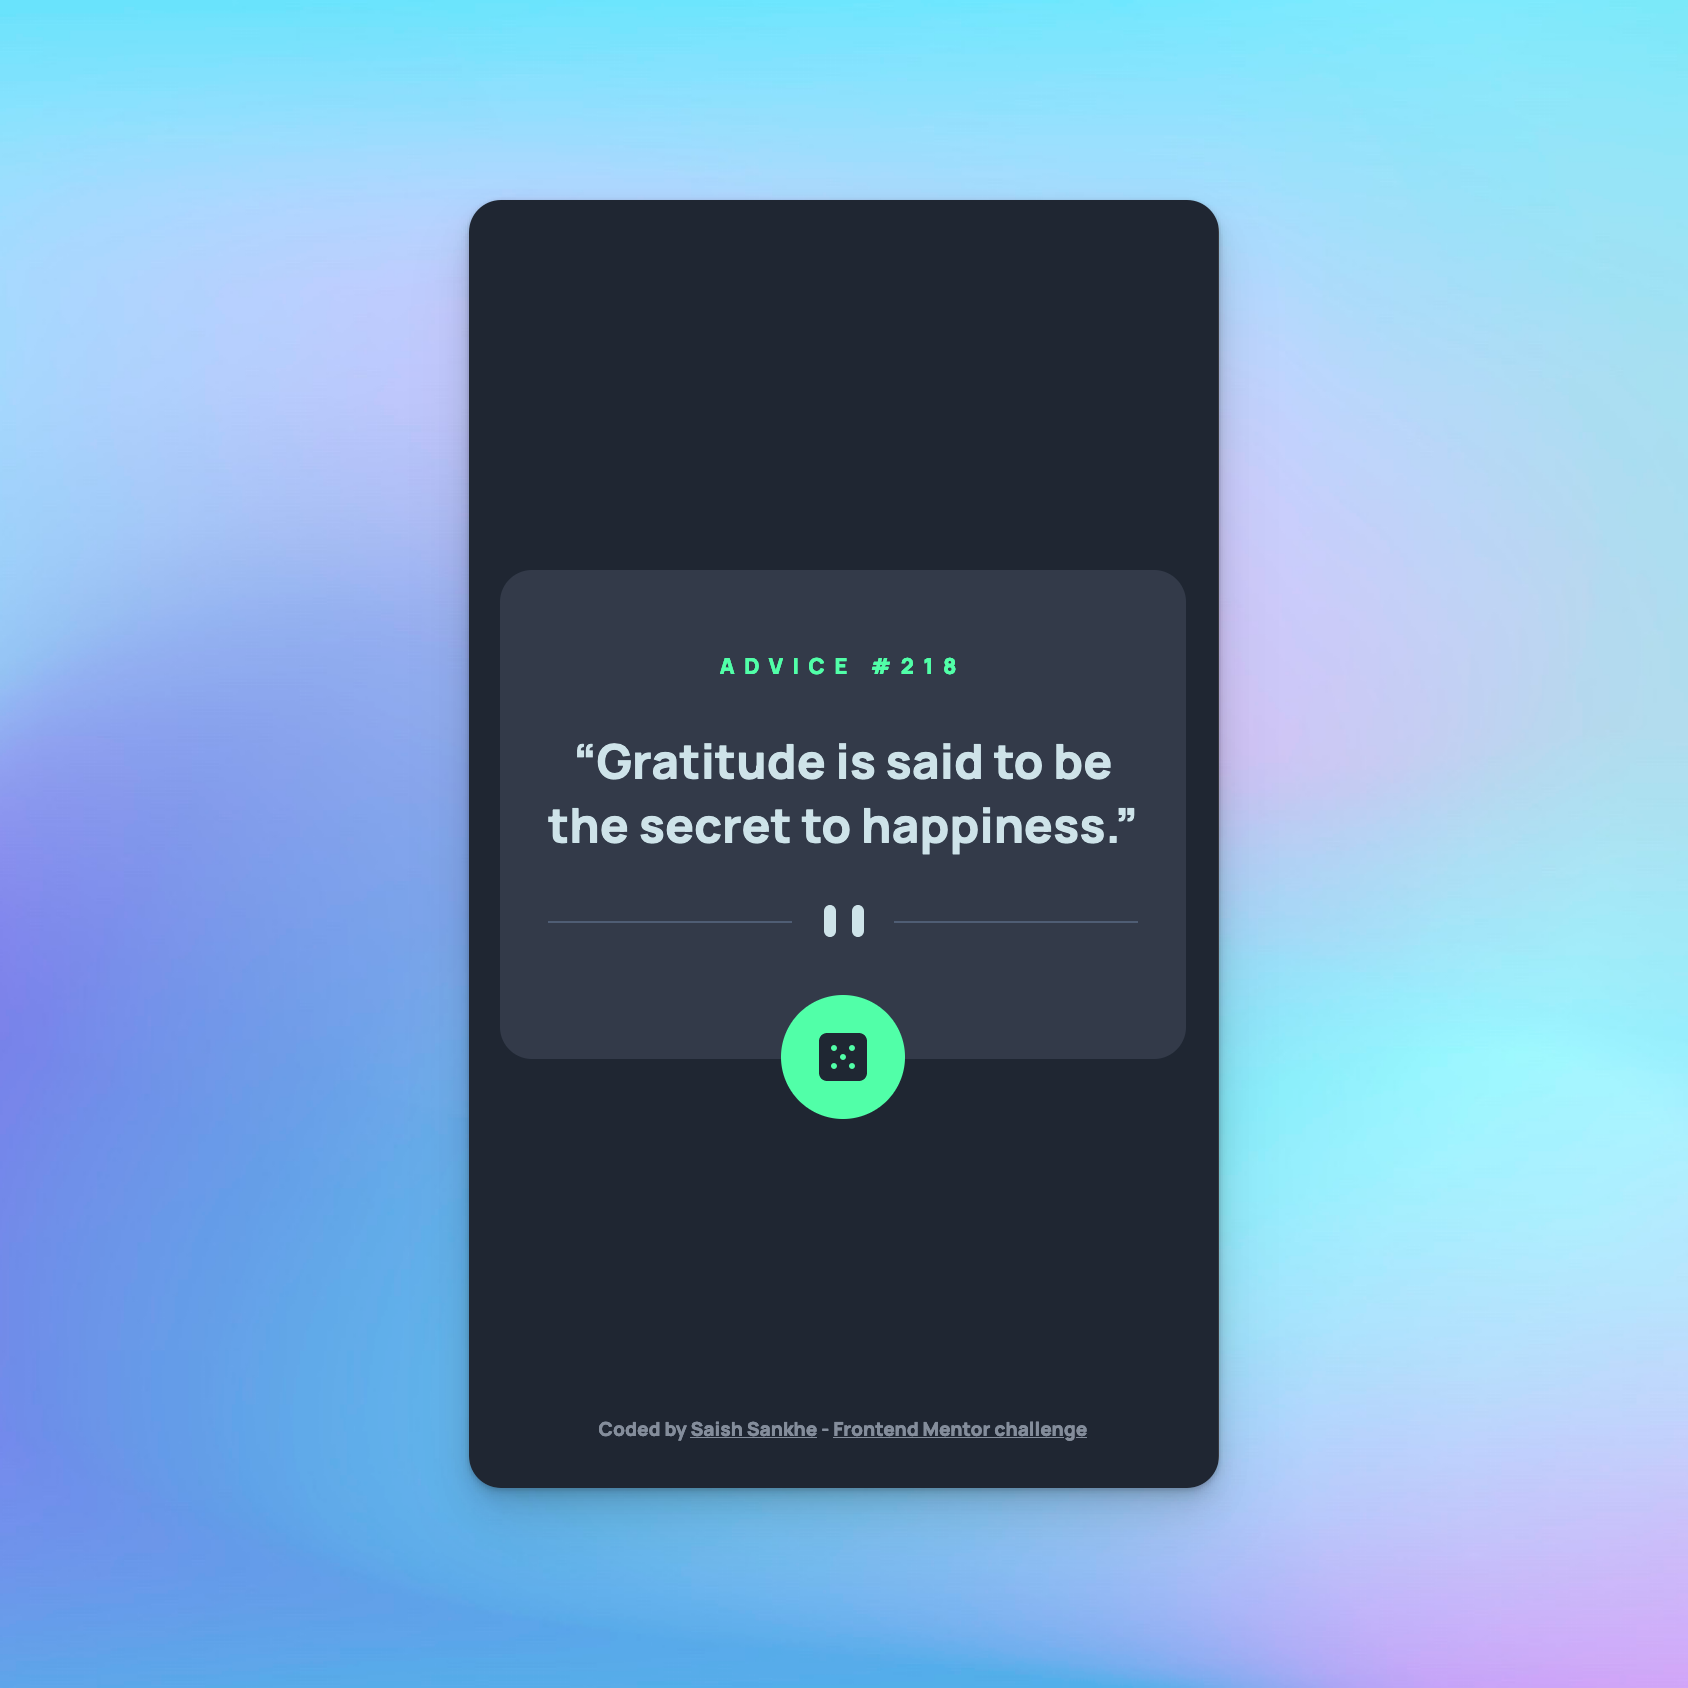 ADVICE #218
“Gratitude is said to be
the secret to happiness.”
Coded by Saish Sankhe - Frontend Mentor challenge